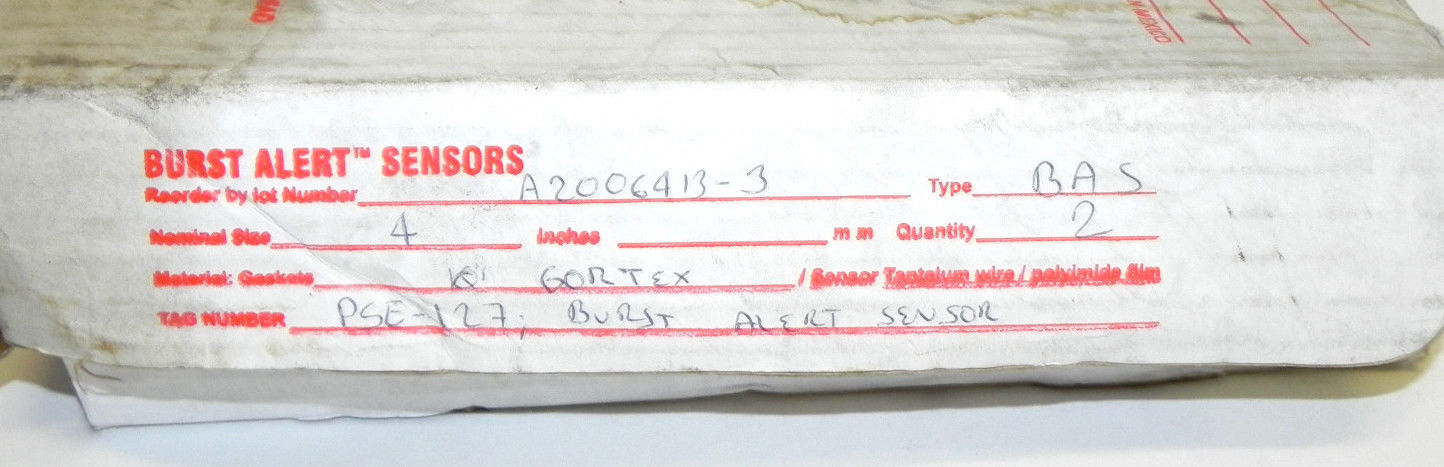 MEXICO
BURST ALERT™ SENSORS
Reorder by lot Number A2006413-3 Type BAS
Nominal Size 4 inches mm Quantity 2
Material: Gaskets GORTEX / Sensor Tantalum wire / polyimide film
TAG NUMBER PSE-127; BURST ALERT SENSOR